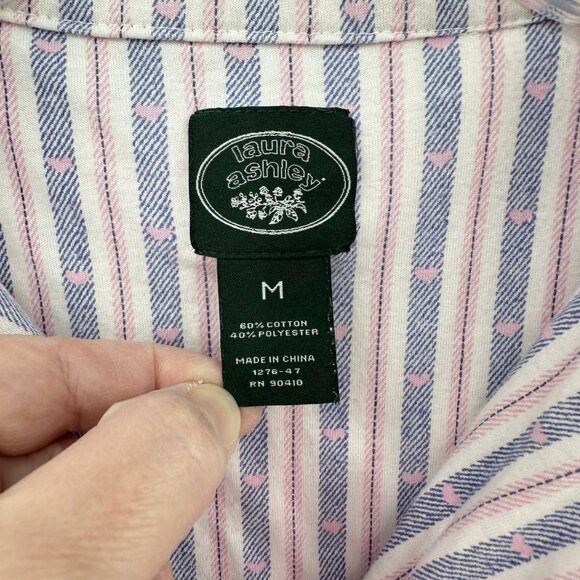 laura
ashley
M
60% COTTON
40% POLYESTER
MADE IN CHINA
1276-47
RN 90410